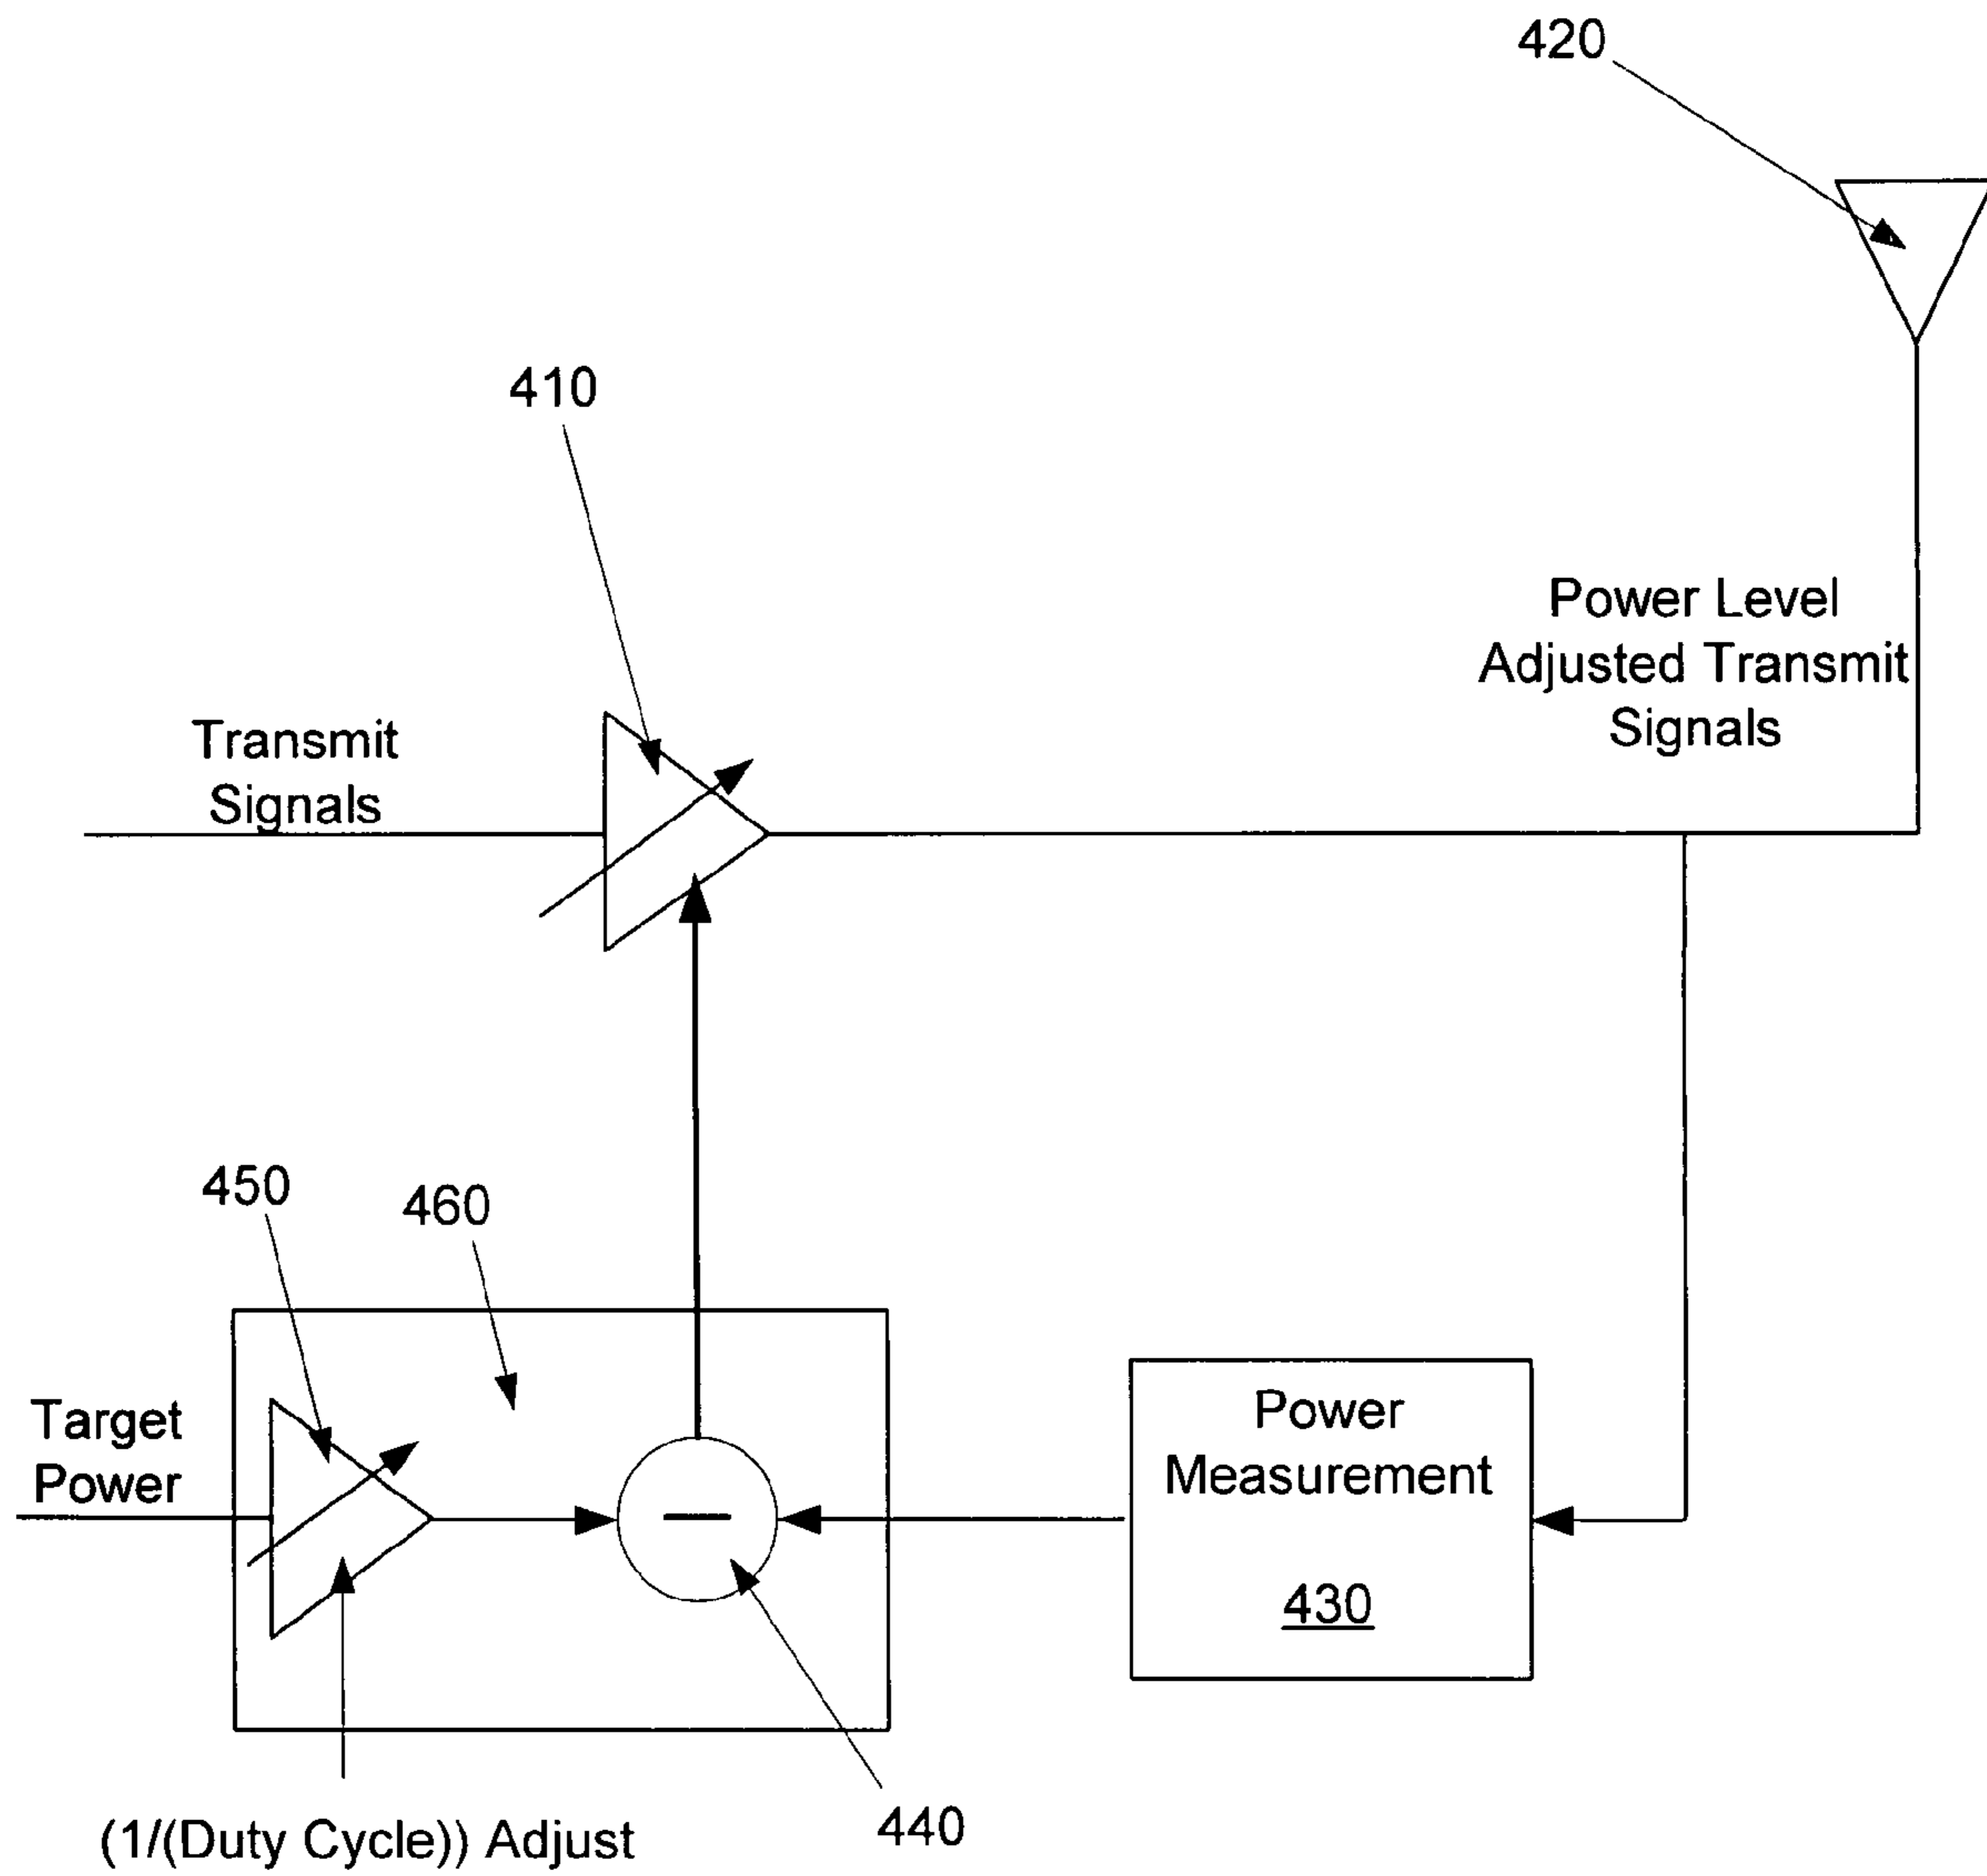 420
410
Power Level
Adjusted Transmit
Signals
Transmit
Signals
450
460
Target
Power
Power
Measurement
430
440
(1/(Duty Cycle)) Adjust